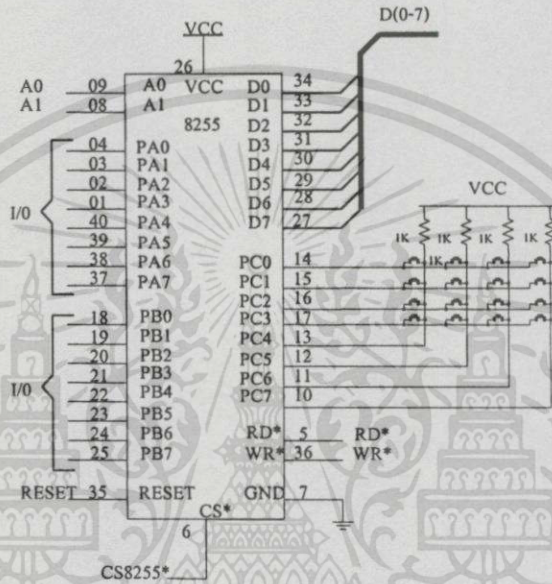 D(0-7)
VCC
26
A0 09 A0 VCC D0 34
A1 08 A1 D1 33
8255 D2 32
04 PA0 D3 31
03 PA1 D4 30
02 PA2 D5 29
01 PA3 D6 28
I/0 40 PA4 D7 27
39 PA5
38 PA6
37 PA7
VCC
1K 1K 1K 1K
PC0 14
PC1 15
PC2 16
PC3 17
PC4 13
PC5 12
PC6 11
PC7 10
18 PB0
19 PB1
20 PB2
21 PB3
I/0 22 PB4
23 PB5
24 PB6
25 PB7
RD* 5 RD*
WR* 36 WR*
RESET 35 RESET GND 7
CS*
6
CS8255*